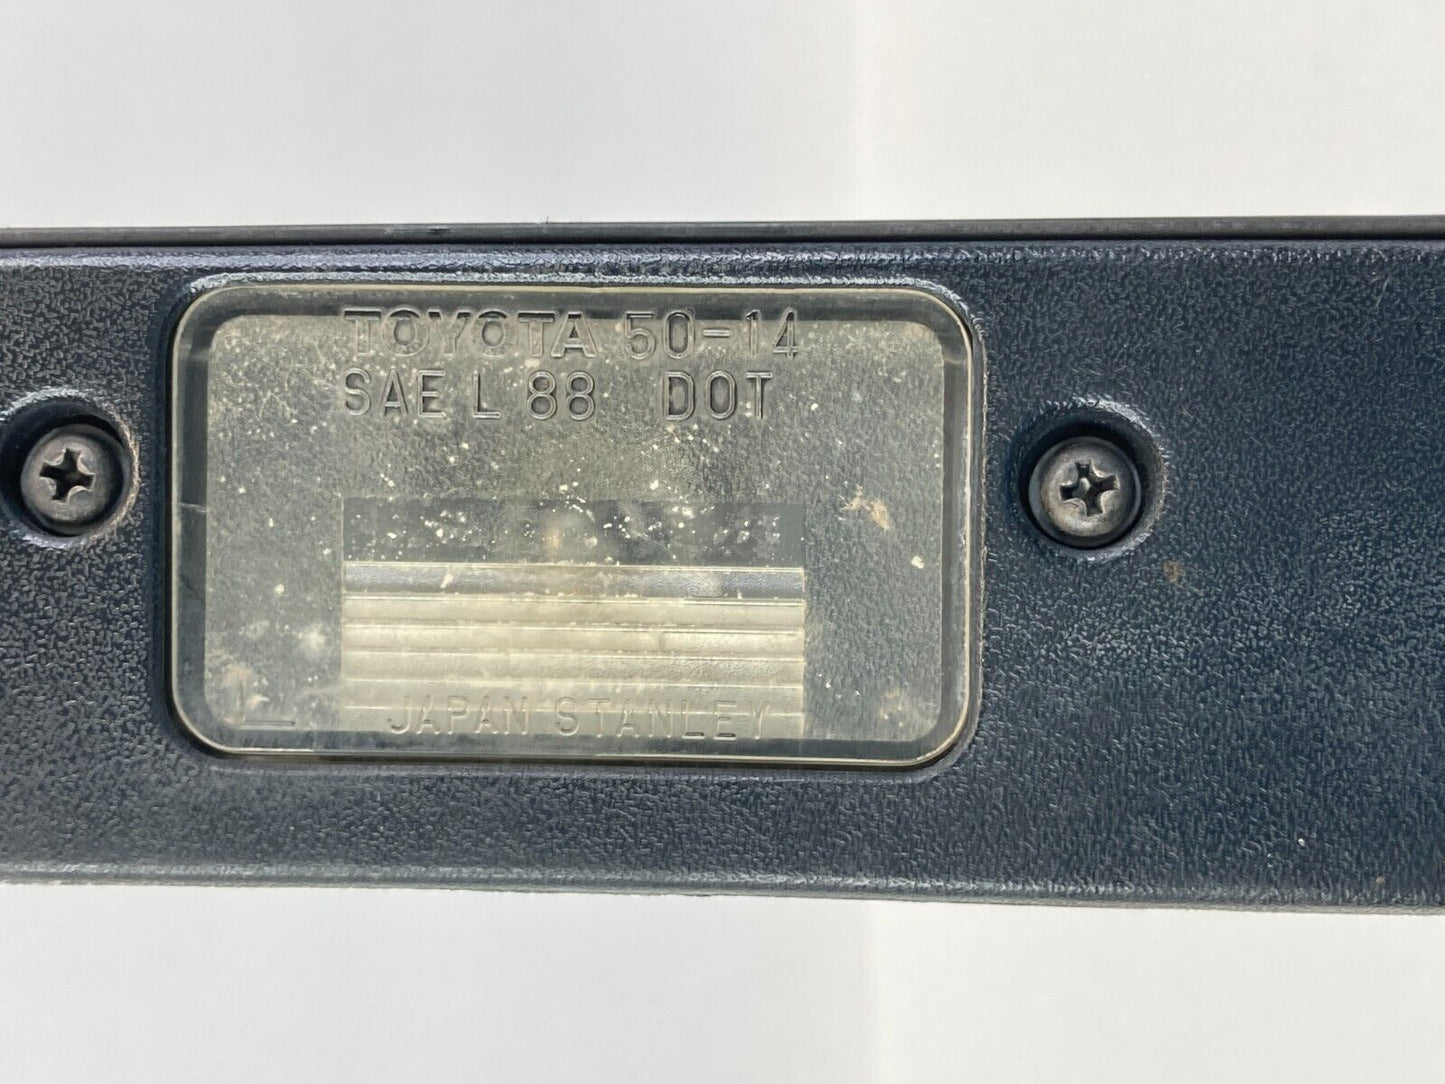 TOYOTA 50-14
SAE L 88 DOT
L
JAPAN STANLEY